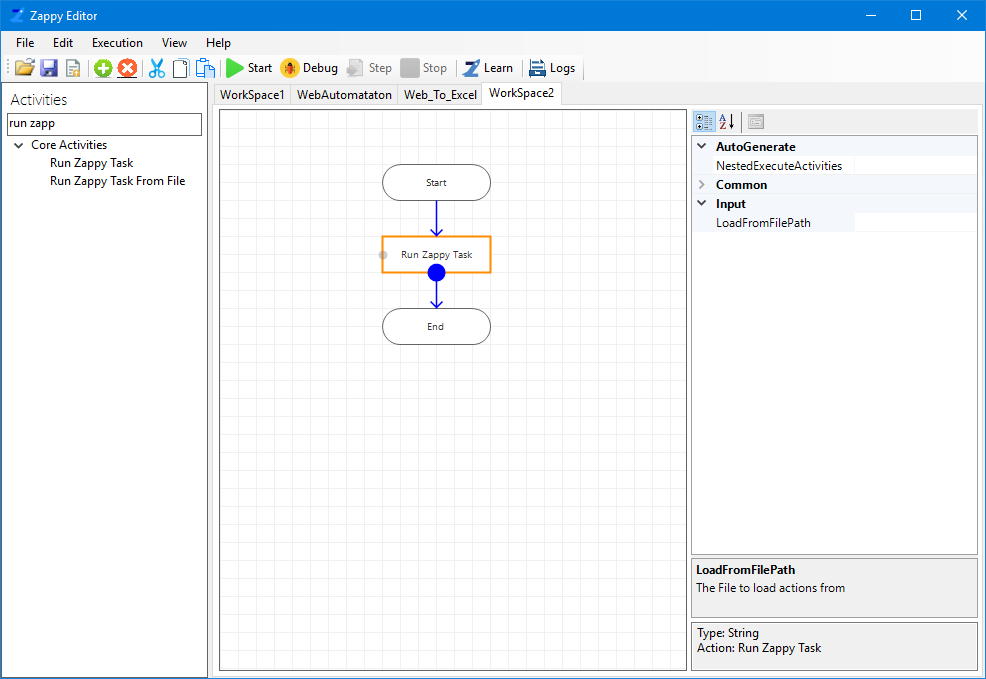 Zappy Editor
File Edit Execution View Help
Start Debug Step Stop Learn Logs
Activities
run zapp
Core Activities
Run Zappy Task
Run Zappy Task From File
WorkSpace1 WebAutomataton Web_To_Excel WorkSpace2
Start
Run Zappy Task
End
AutoGenerate
NestedExecuteActivities
Common
Input
LoadFromFilePath
LoadFromFilePath
The File to load actions from
Type: String
Action: Run Zappy Task